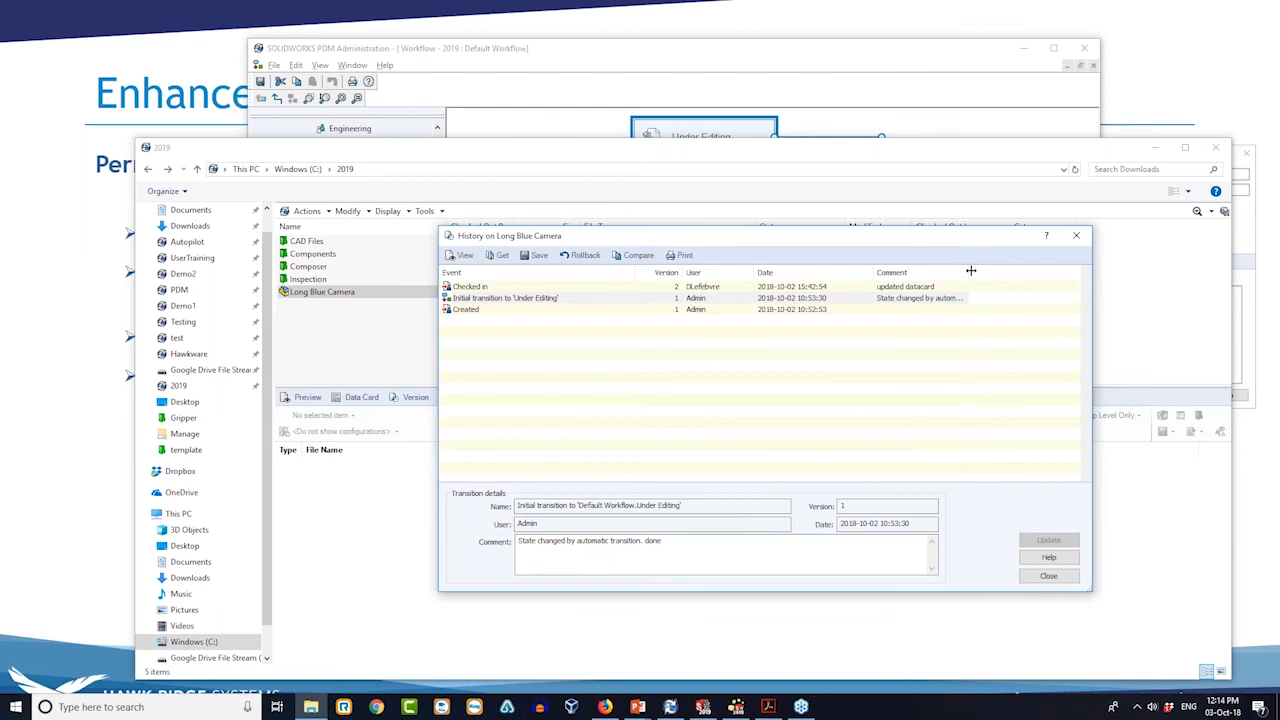 Enhance
Perr
SOLIDWORKS PDM Administration - [ Workflow - 2019 : Default Workflow]
File Edit View Window Help
Engineering
Under Editing
2019
This PC > Windows (C:) > 2019
Search Downloads
Organize
Documents
Downloads
Autopilot
UserTraining
Demo2
PDM
Demo1
Testing
test
Hawkware
Google Drive File Strea
2019
Desktop
Gripper
Manage
template
Dropbox
OneDrive
This PC
3D Objects
Desktop
Documents
Downloads
Music
Pictures
Videos
Windows (C:)
Google Drive File Stream (
5 items
Actions Modify Display Tools
Name
CAD Files
Components
Composer
Inspection
Long Blue Camera
Preview Data Card Version
No selected item
<Do not show configurations>
Type File Name
p Level Only
History on Long Blue Camera
View Get Save Rollback Compare Print
Event Version User Date Comment
Checked in 2 DLefebvre 2018-10-02 15:42:54 updated datacard
Initial transition to 'Under Editing' 1 Admin 2018-10-02 10:53:30 State changed by autom...
Created 1 Admin 2018-10-02 10:52:53
Transition details
Name: Initial transition to 'Default Workflow.Under Editing' Version: 1
User: Admin Date: 2018-10-02 10:53:30
Comment: State changed by automatic transition. done
Update
Help
Close
HAWK RIDGE SYSTEMS
Type here to search
12:14 PM
03-Oct-18